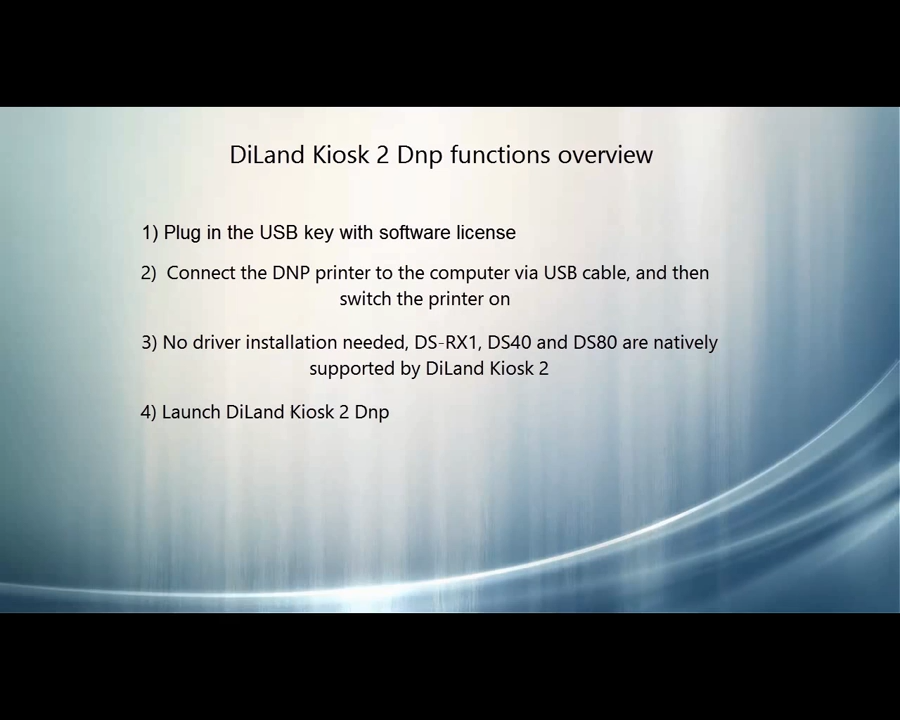 DiLand Kiosk 2 Dnp functions overview
1) Plug in the USB key with software license
2)  Connect the DNP printer to the computer via USB cable, and then
switch the printer on
3) No driver installation needed, DS-RX1, DS40 and DS80 are natively
supported by DiLand Kiosk 2
4) Launch DiLand Kiosk 2 Dnp